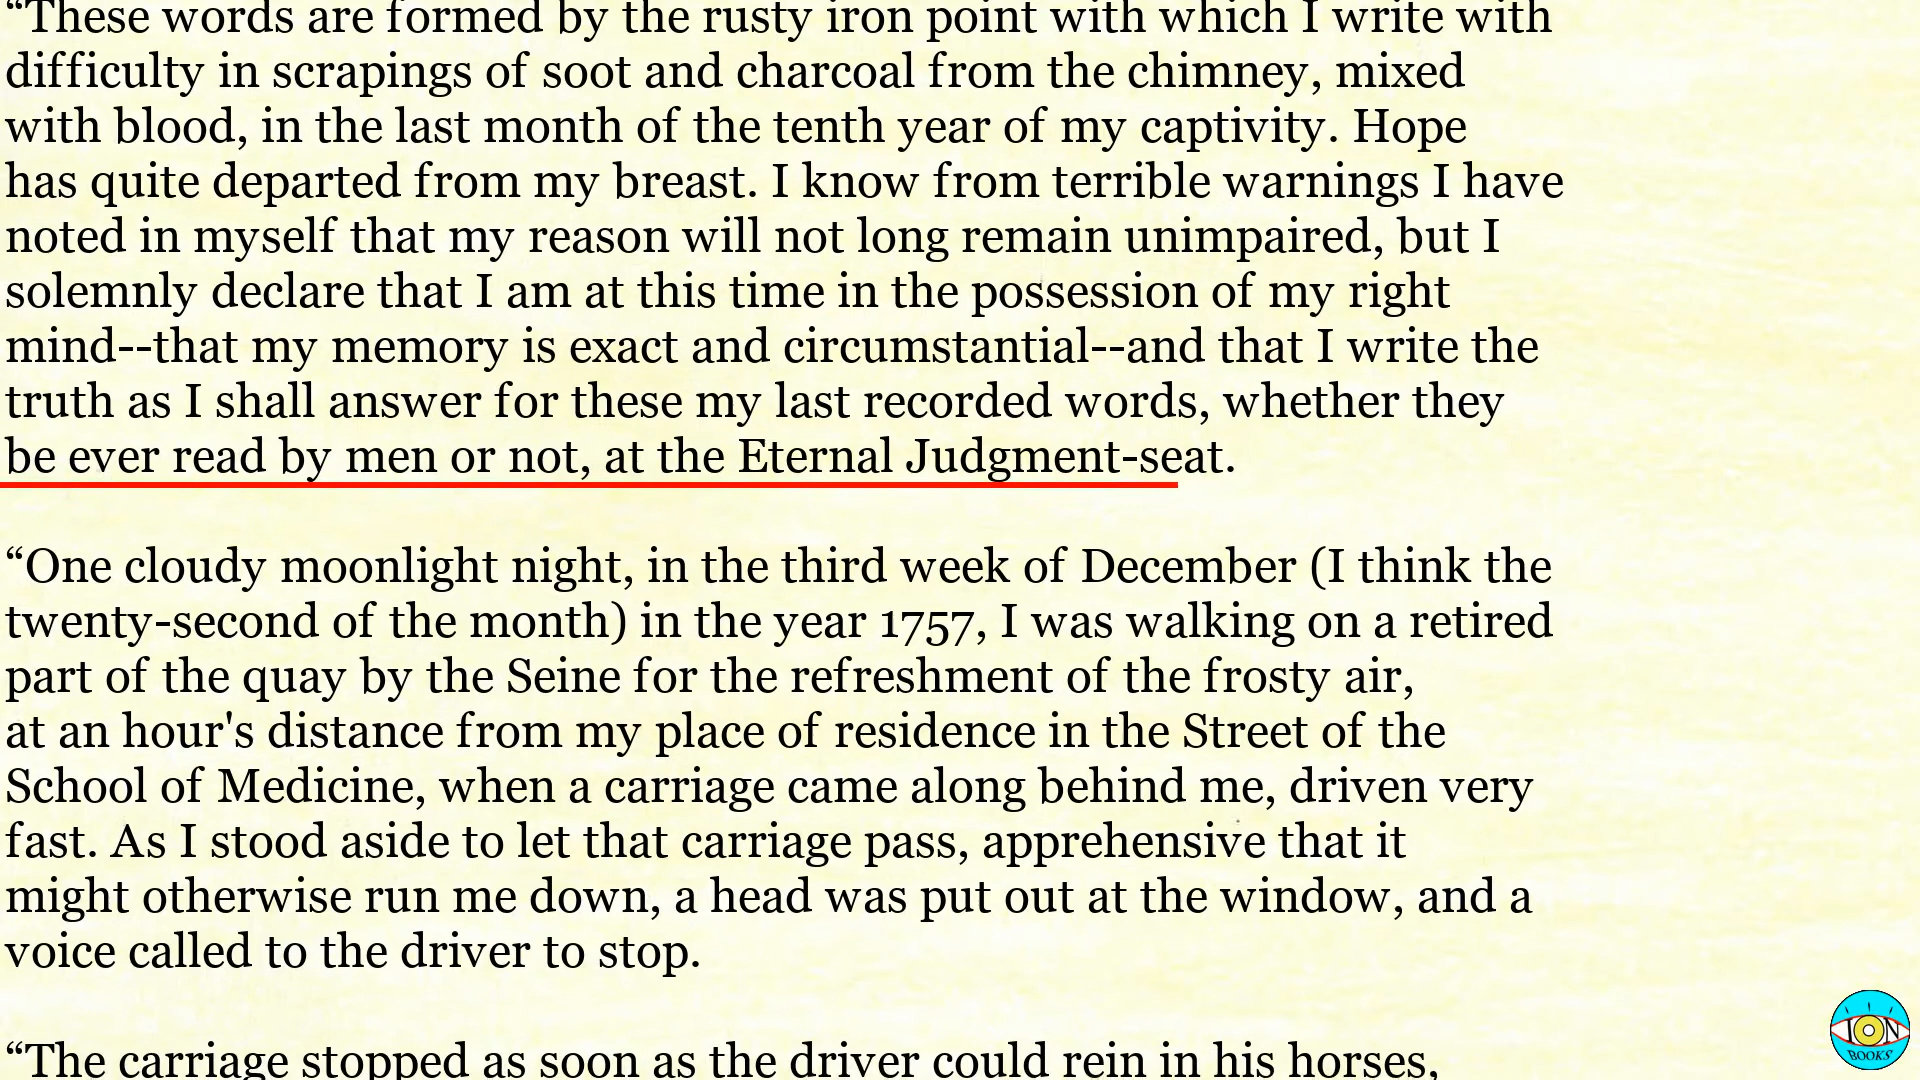 “These words are formed by the rusty iron point with which I write with
difficulty in scrapings of soot and charcoal from the chimney, mixed
with blood, in the last month of the tenth year of my captivity. Hope
has quite departed from my breast. I know from terrible warnings I have
noted in myself that my reason will not long remain unimpaired, but I
solemnly declare that I am at this time in the possession of my right
mind--that my memory is exact and circumstantial--and that I write the
truth as I shall answer for these my last recorded words, whether they
be ever read by men or not, at the Eternal Judgment-seat.
“One cloudy moonlight night, in the third week of December (I think the
twenty-second of the month) in the year 1757, I was walking on a retired
part of the quay by the Seine for the refreshment of the frosty air,
at an hour's distance from my place of residence in the Street of the
School of Medicine, when a carriage came along behind me, driven very
fast. As I stood aside to let that carriage pass, apprehensive that it
might otherwise run me down, a head was put out at the window, and a
voice called to the driver to stop.
“The carriage stopped as soon as the driver could rein in his horses,
ION
BOOKS